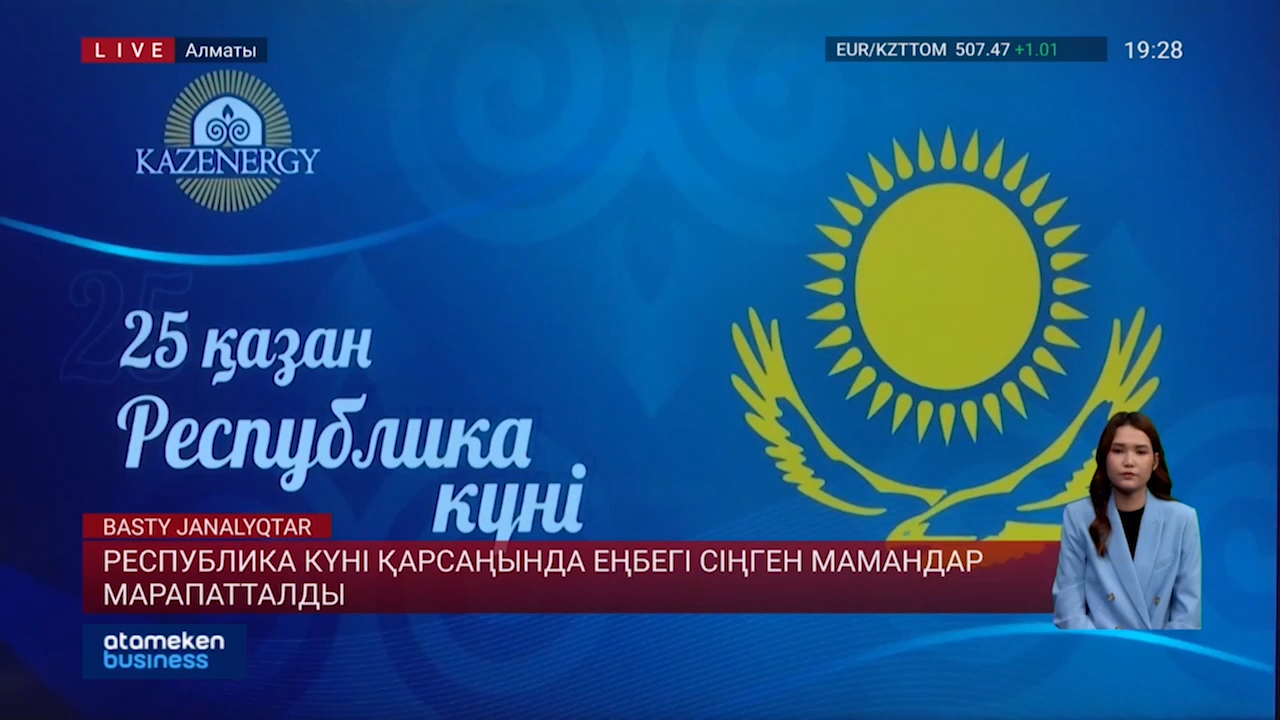 LIVE Алматы
EUR/KZTTOM 507.47 +1.01
19:28
KAZENERGY
25
25 қазан
Республика
күні
BASTY JANALYQTAR
РЕСПУБЛИКА КҮНІ ҚАРСАҢЫНДА ЕҢБЕГІ СІҢГЕН МАМАНДАР
МАРАПАТТАЛДЫ
atameken
business